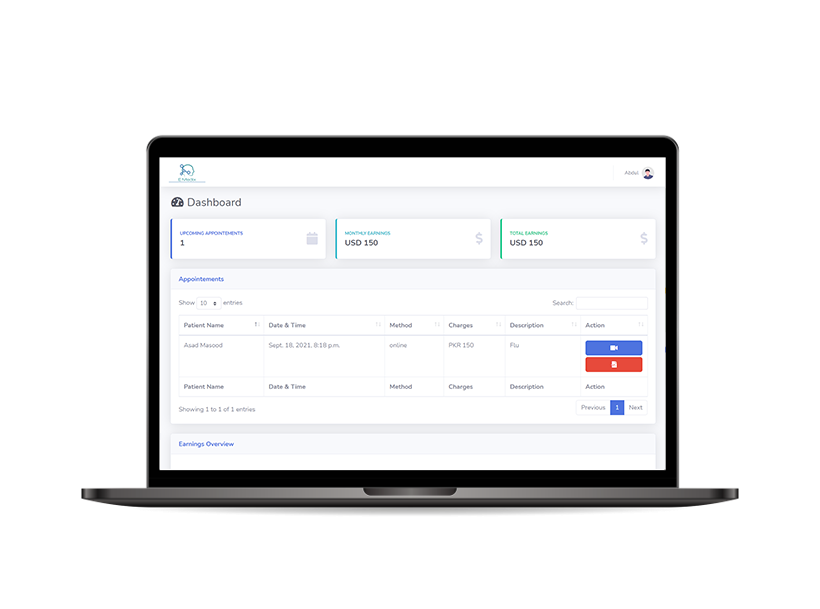 Abdul
Dashboard
UPCOMING APPOINTEMENTS
1
MONTHLY EARNINGS
USD 150
TOTAL EARNINGS
USD 150
Appointements
Show 10 entries
Search:
Patient Name Date & Time Method Charges Description Action
Asad Masood Sept. 18, 2021, 8:18 p.m. online PKR 150 Flu
Patient Name Date & Time Method Charges Description Action
Showing 1 to 1 of 1 entries
Previous 1 Next
Earnings Overview